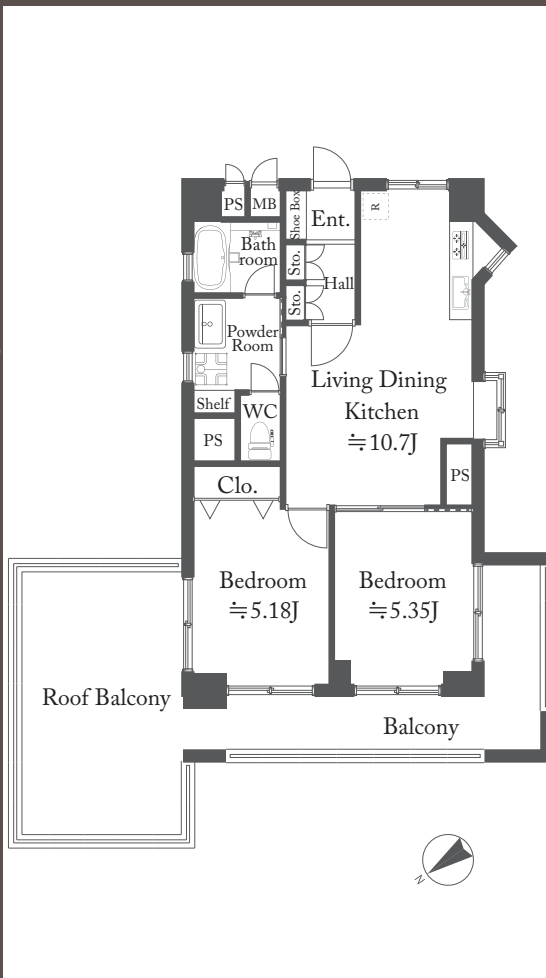 PS
MB
Shoe Box
Ent.
R
Bath
room
Sto.
Hall
Sto.
Powder
Room
Living Dining
Kitchen
≒10.7J
Shelf
WC
PS
PS
Clo.
Bedroom
≒5.18J
Bedroom
≒5.35J
Roof Balcony
Balcony
N